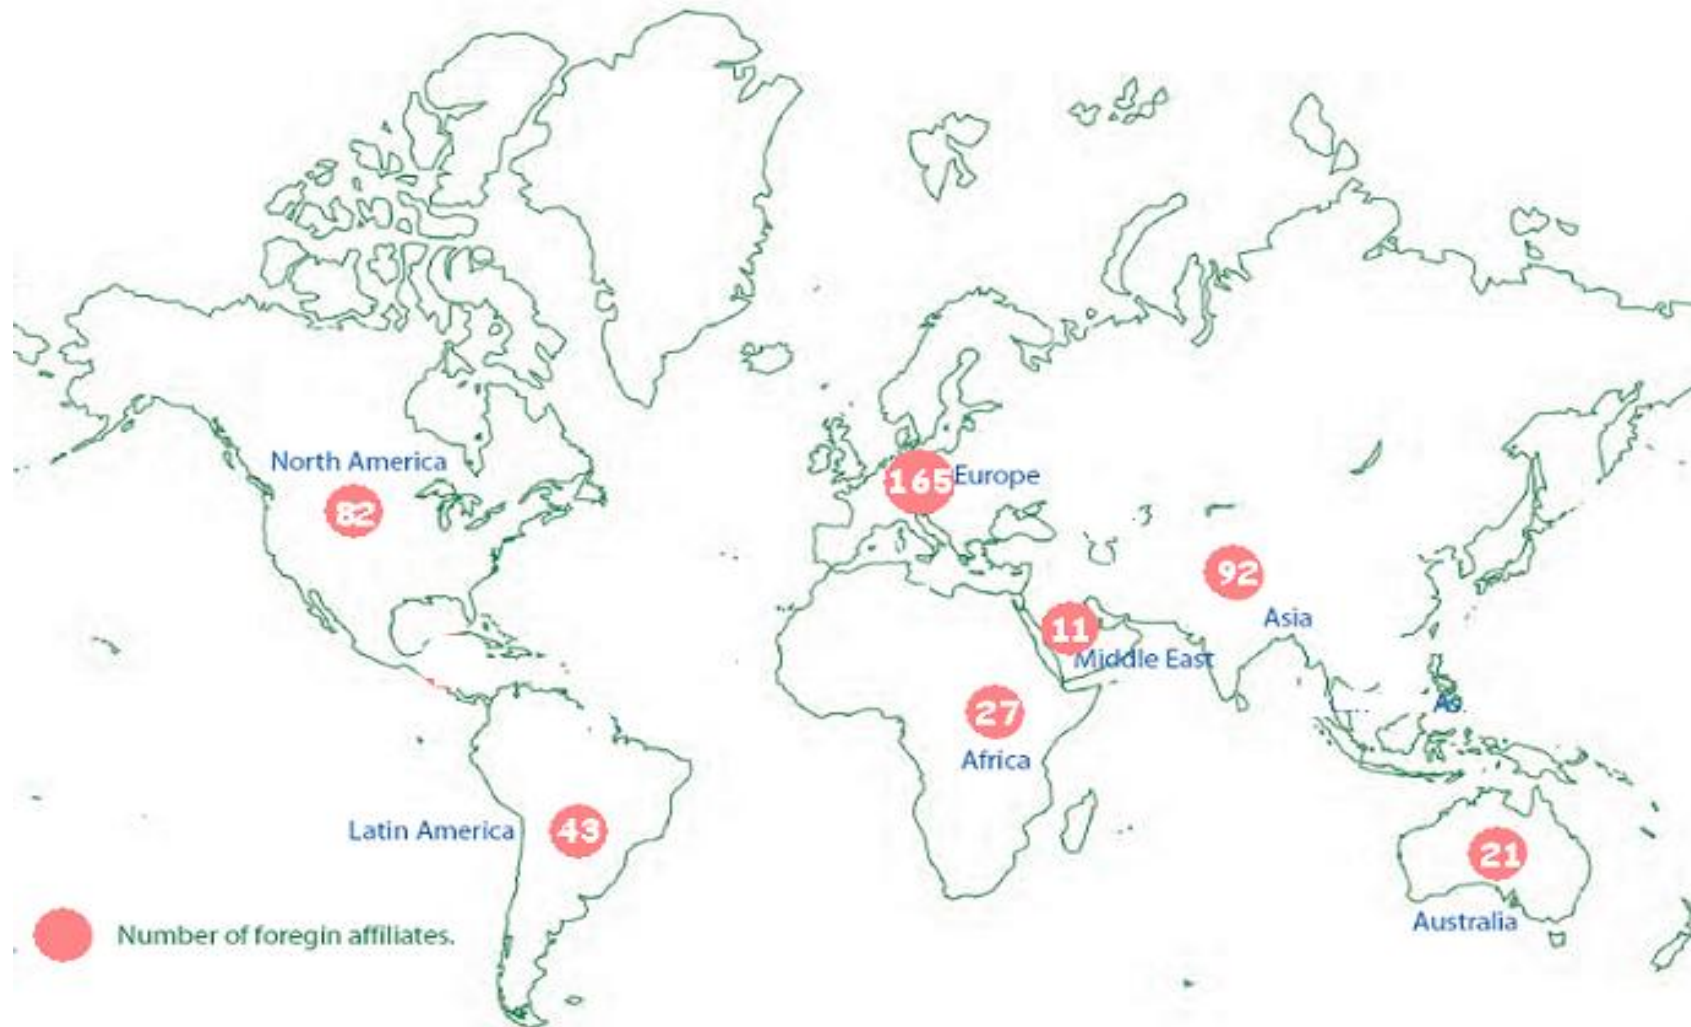 North America
82
165
Europe
92
Asia
11
Middle East
27
Africa
Latin America
43
21
Australia
Number of foregin affiliates.